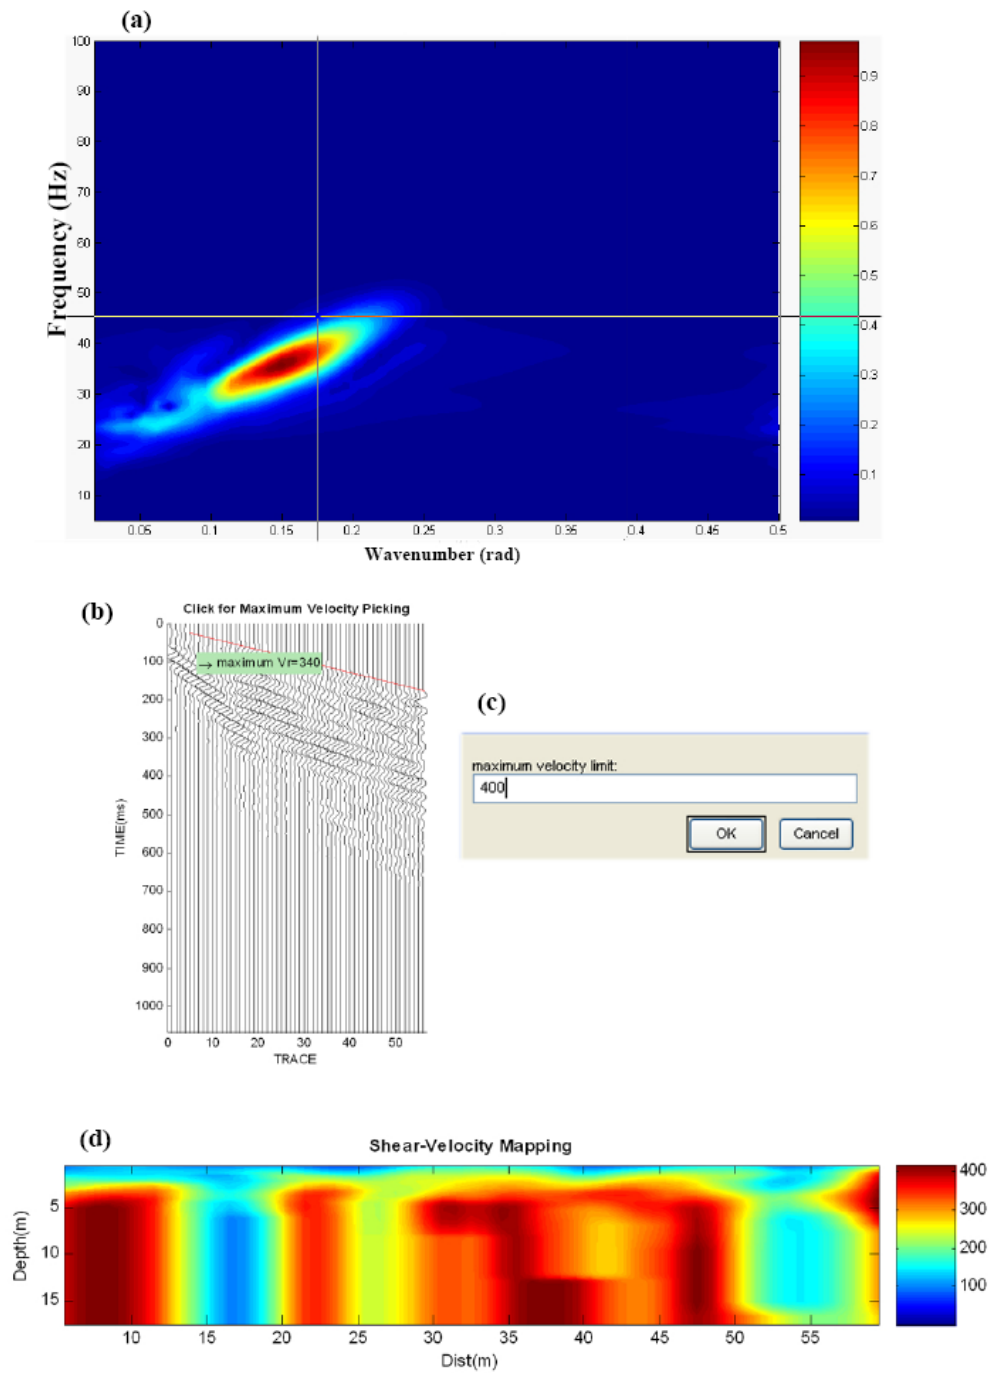 (a)
100
90
80
70
60
50
40
30
20
10
Frequency (Hz)
0.05 0.1 0.15 0.2 0.25 0.3 0.35 0.4 0.45 0.5
Wavenumber (rad)
0.9
0.8
0.7
0.6
0.5
0.4
0.3
0.2
0.1
(b)
Click for Maximum Velocity Picking
→ maximum Vr=340
0
100
200
300
400
500
600
700
800
900
1000
TIME(ms)
0 10 20 30 40 50
TRACE
(c)
maximum velocity limit:
400
OK Cancel
(d)
Shear-Velocity Mapping
5
10
15
Depth(m)
10 15 20 25 30 35 40 45 50 55
Dist(m)
400
300
200
100